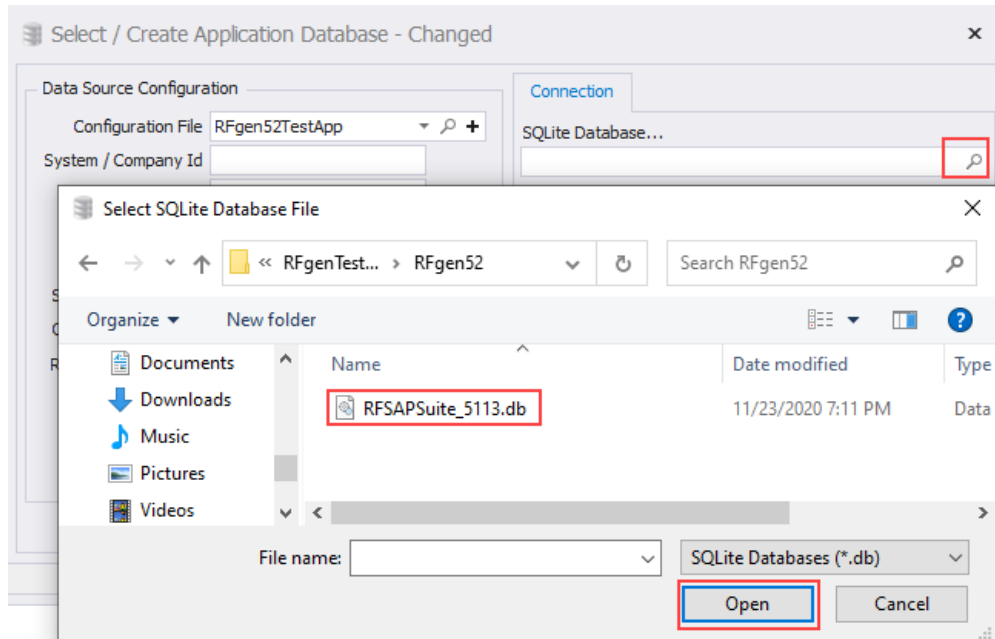 Select / Create Application Database - Changed
Data Source Configuration
Connection
Configuration File RFgen52TestApp
SQLite Database...
System / Company Id
Select SQLite Database File
« RFgenTest... > RFgen52
Search RFgen52
S
Organize
New folder
C
R
Documents
Name
Date modified
Type
Downloads
RFSAPSuite_5113.db
11/23/2020 7:11 PM
Data
Music
Pictures
Videos
File name:
SQLite Databases (*.db)
Open
Cancel